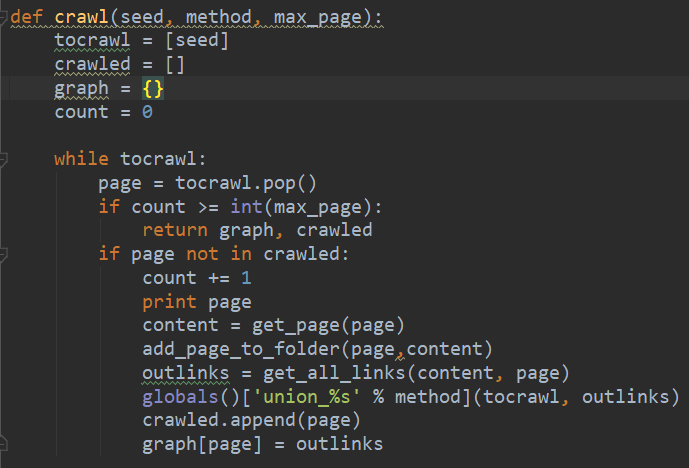 def crawl(seed, method, max_page):
    tocrawl = [seed]
    crawled = []
    graph = {}
    count = 0

    while tocrawl:
        page = tocrawl.pop()
        if count >= int(max_page):
            return graph, crawled
        if page not in crawled:
            count += 1
            print page
            content = get_page(page)
            add_page_to_folder(page,content)
            outlinks = get_all_links(content, page)
            globals()['union_%s' % method](tocrawl, outlinks)
            crawled.append(page)
            graph[page] = outlinks